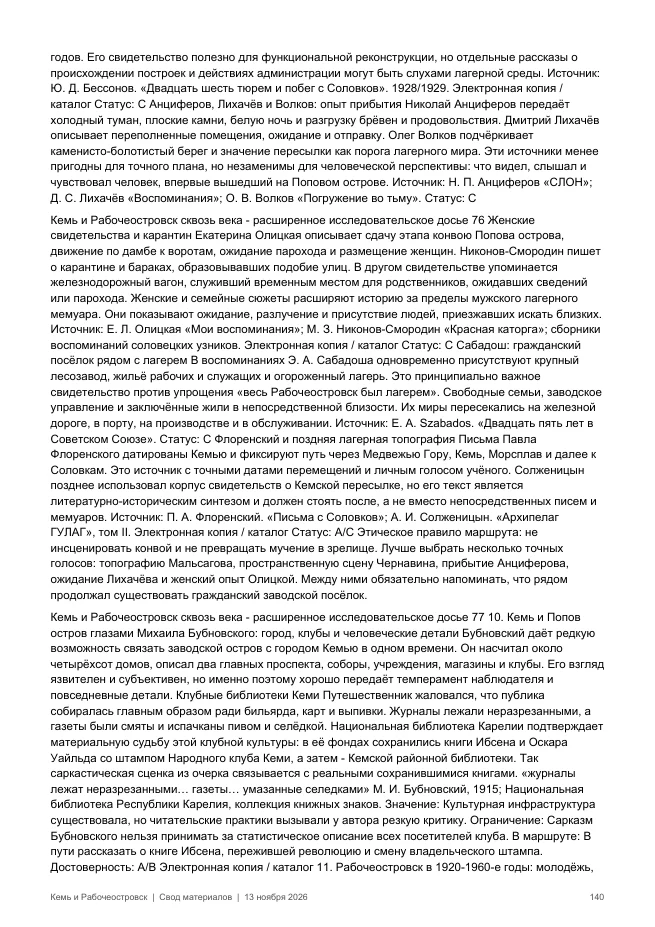 годов. Его свидетельство полезно для функциональной реконструкции, но отдельные рассказы о
происхождении построек и действиях администрации могут быть слухами лагерной среды. Источник:
Ю. Д. Бессонов. «Двадцать шесть тюрем и побег с Соловков». 1928/1929. Электронная копия /
каталог Статус: C Анциферов, Лихачёв и Волков: опыт прибытия Николай Анциферов передаёт
холодный туман, плоские камни, белую ночь и разгрузку брёвен и продовольствия. Дмитрий Лихачёв
описывает переполненные помещения, ожидание и отправку. Олег Волков подчёркивает
каменисто-болотистый берег и значение пересылки как порога лагерного мира. Эти источники менее
пригодны для точного плана, но незаменимы для человеческой перспективы: что видел, слышал и
чувствовал человек, впервые вышедший на Поповом острове. Источник: Н. П. Анциферов «СЛОН»;
Д. С. Лихачёв «Воспоминания»; О. В. Волков «Погружение во тьму». Статус: C
Кемь и Рабочеостровск сквозь века - расширенное исследовательское досье 76 Женские
свидетельства и карантин Екатерина Олицкая описывает сдачу этапа конвою Попова острова,
движение по дамбе к воротам, ожидание парохода и размещение женщин. Никонов-Смородин пишет
о карантине и бараках, образовывавших подобие улиц. В другом свидетельстве упоминается
железнодорожный вагон, служивший временным местом для родственников, ожидавших сведений
или парохода. Женские и семейные сюжеты расширяют историю за пределы мужского лагерного
мемуара. Они показывают ожидание, разлучение и присутствие людей, приезжавших искать близких.
Источник: Е. Л. Олицкая «Мои воспоминания»; М. З. Никонов-Смородин «Красная каторга»; сборники
воспоминаний соловецких узников. Электронная копия / каталог Статус: C Сабадош: гражданский
посёлок рядом с лагерем В воспоминаниях Э. А. Сабадоша одновременно присутствуют крупный
лесозавод, жильё рабочих и служащих и огороженный лагерь. Это принципиально важное
свидетельство против упрощения «весь Рабочеостровск был лагерем». Свободные семьи, заводское
управление и заключённые жили в непосредственной близости. Их миры пересекались на железной
дороге, в порту, на производстве и в обслуживании. Источник: E. A. Szabados. «Двадцать пять лет в
Советском Союзе». Статус: C Флоренский и поздняя лагерная топография Письма Павла
Флоренского датированы Кемью и фиксируют путь через Медвежью Гору, Кемь, Морсплав и далее к
Соловкам. Это источник с точными датами перемещений и личным голосом учёного. Солженицын
позднее использовал корпус свидетельств о Кемской пересылке, но его текст является
литературно-историческим синтезом и должен стоять после, а не вместо непосредственных писем и
мемуаров. Источник: П. А. Флоренский. «Письма с Соловков»; А. И. Солженицын. «Архипелаг
ГУЛАГ», том II. Электронная копия / каталог Статус: A/C Этическое правило маршрута: не
инсценировать конвой и не превращать мучение в зрелище. Лучше выбрать несколько точных
голосов: топографию Мальсагова, пространственную сцену Чернавина, прибытие Анциферова,
ожидание Лихачёва и женский опыт Олицкой. Между ними обязательно напоминать, что рядом
продолжал существовать гражданский заводской посёлок.
Кемь и Рабочеостровск сквозь века - расширенное исследовательское досье 77 10. Кемь и Попов
остров глазами Михаила Бубновского: город, клубы и человеческие детали Бубновский даёт редкую
возможность связать заводской остров с городом Кемью в одном времени. Он насчитал около
четырёхсот домов, описал два главных проспекта, соборы, учреждения, магазины и клубы. Его взгляд
язвителен и субъективен, но именно поэтому хорошо передаёт темперамент наблюдателя и
повседневные детали. Клубные библиотеки Кеми Путешественник жаловался, что публика
собиралась главным образом ради бильярда, карт и выпивки. Журналы лежали неразрезанными, а
газеты были смяты и испачканы пивом и селёдкой. Национальная библиотека Карелии подтверждает
материальную судьбу этой клубной культуры: в её фондах сохранились книги Ибсена и Оскара
Уайльда со штампом Народного клуба Кеми, а затем - Кемской районной библиотеки. Так
саркастическая сценка из очерка связывается с реальными сохранившимися книгами. «журналы
лежат неразрезанными… газеты… умазанные селедками» М. И. Бубновский, 1915; Национальная
библиотека Республики Карелия, коллекция книжных знаков. Значение: Культурная инфраструктура
существовала, но читательские практики вызывали у автора резкую критику. Ограничение: Сарказм
Бубновского нельзя принимать за статистическое описание всех посетителей клуба. В маршруте: В
пути рассказать о книге Ибсена, пережившей революцию и смену владельческого штампа.
Достоверность: A/B Электронная копия / каталог 11. Рабочеостровск в 1920-1960-е годы: молодёжь,
Кемь и Рабочеостровск | Свод материалов | 13 ноября 2026 140